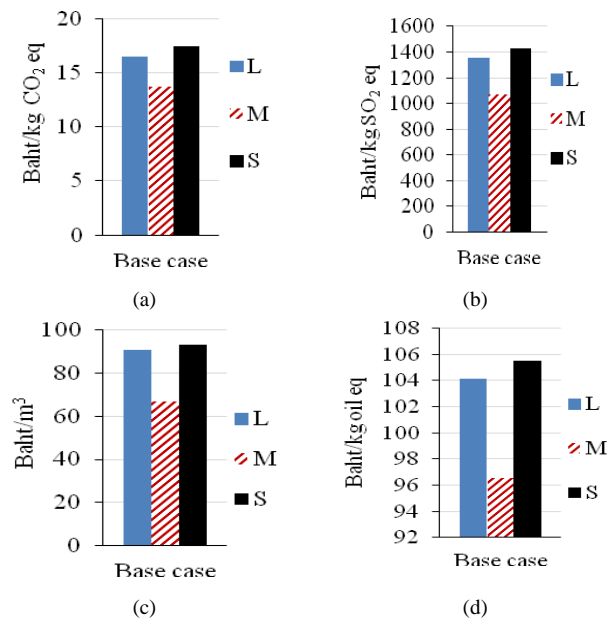 20
15
10
5
0
Baht/kg CO₂ eq
Base case
L
M
S
(a)
1600
1400
1200
1000
800
600
400
200
0
Baht/kg SO₂ eq
Base case
L
M
S
(b)
100
80
60
40
20
0
Baht/m³
Base case
L
M
S
(c)
108
106
104
102
100
98
96
94
92
Baht/kg oil eq
Base case
L
M
S
(d)